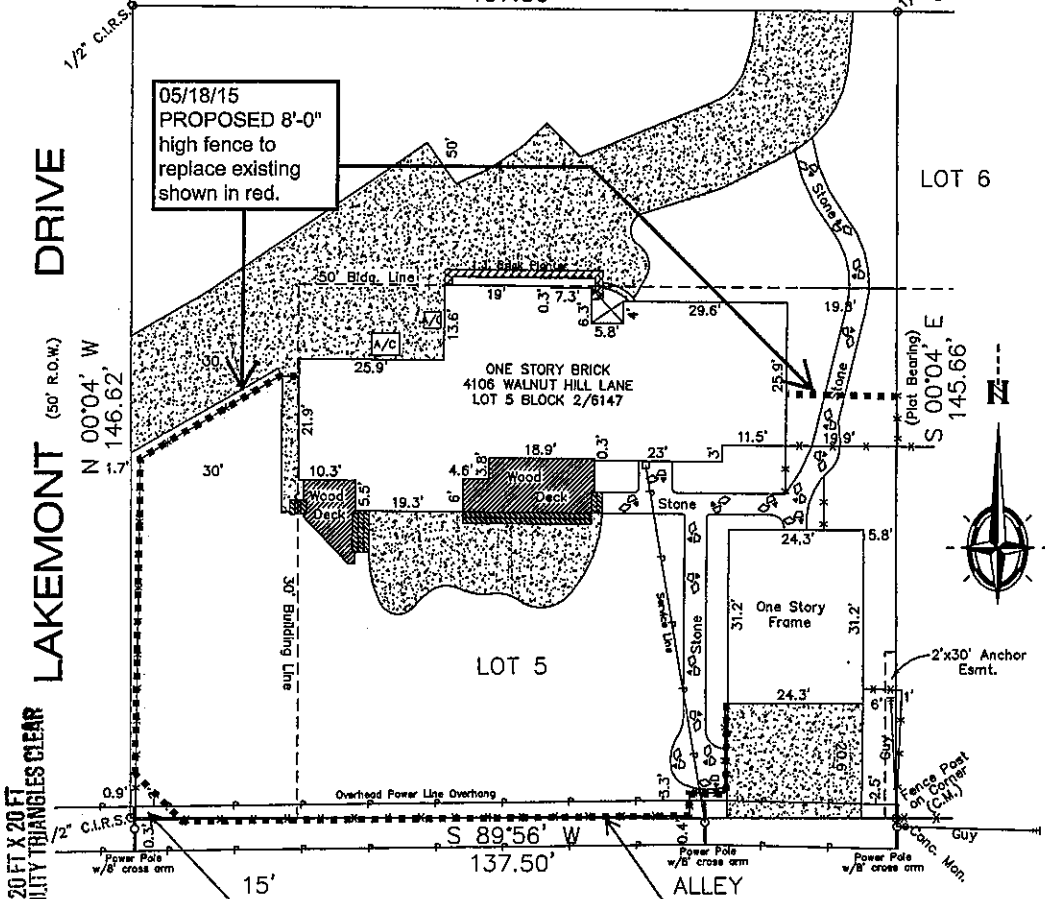 1/2" C.I.R.S.
05/18/15
PROPOSED 8'-0"
high fence to
replace existing
shown in red.
50'
Stone
LOT 6
LAKEMONT DRIVE
(50' R.O.W.)
N 00°04' W
146.62'
50' Bldg. Line
19'
0.3'
7.3'
6.3'
4'
5.8'
29.6'
19.8'
13.6'
A/C
A/C
25.9'
30'
ONE STORY BRICK
4106 WALNUT HILL LANE
LOT 5 BLOCK 2/6147
25.9'
Stone
(Plat Bearing)
S 00°04' E
145.66'
N
21.9'
1.7'
30'
10.3'
Wood
Deck
5.5'
19.3'
4.6'
3.8'
6'
18.9'
Wood
Deck
0.3'
23'
3'
11.5'
19.9'
Stone
24.3'
5.8'
30' Building Line
LOT 5
Service Line
Stone
31.2'
One Story
Frame
31.2'
2'x30' Anchor
Esmt.
24.3'
6'
1'
20.6'
Guy
2.5'
Fence Post
on Corner
(C.M.)
20 FT X 20 FT
TRIANGLES CLEAR
0.9'
Overhead Power Line Overhang
3.3'
1/2" C.I.R.S.
0.3'
S 89°56' W
137.50'
0.4'
Guy
Conc. Mon.
Power Pole
w/8' cross arm
Power Pole
w/8' cross arm
Power Pole
w/8' cross arm
15'
ALLEY